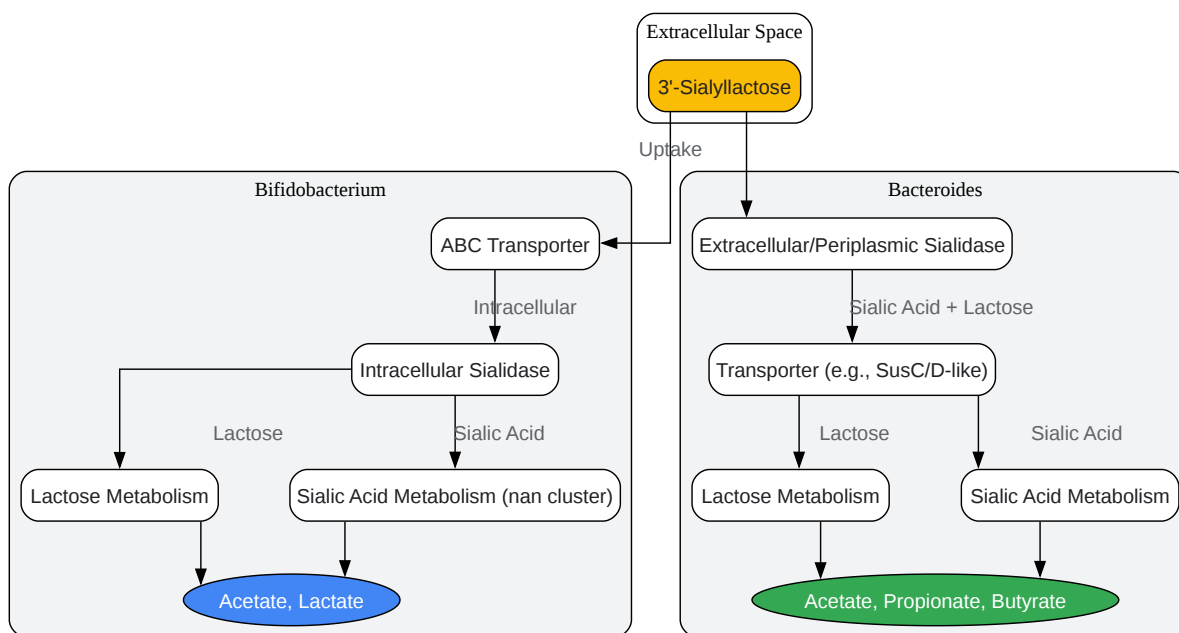 Extracellular Space
3'-Sialyllactose
Uptake
Bifidobacterium
ABC Transporter
Intracellular
Intracellular Sialidase
Lactose
Sialic Acid
Lactose Metabolism
Sialic Acid Metabolism (nan cluster)
Acetate, Lactate
Bacteroides
Extracellular/Periplasmic Sialidase
Sialic Acid + Lactose
Transporter (e.g., SusC/D-like)
Lactose
Sialic Acid
Lactose Metabolism
Sialic Acid Metabolism
Acetate, Propionate, Butyrate